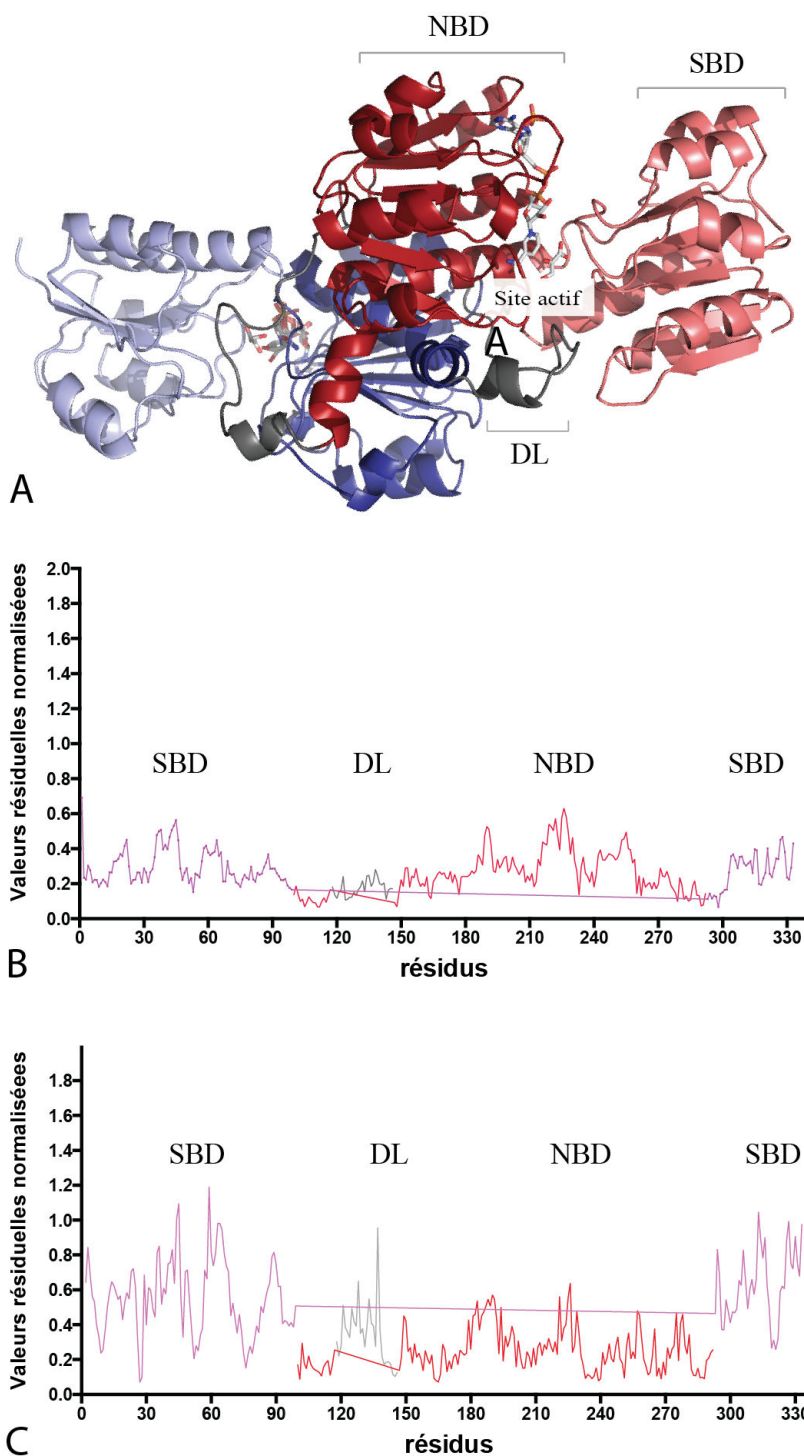 NBD
SBD
Site actif
A
DL
A
Valeurs résiduelles normaliséees
2.0
1.8
1.6
1.4
1.2
1.0
0.8
0.6
0.4
0.2
0.0
SBD
DL
NBD
SBD
0 30 60 90 120 150 180 210 240 270 300 330
résidus
B
Valeurs résiduelles normaliséees
1.8
1.6
1.4
1.2
1.0
0.8
0.6
0.4
0.2
0.0
SBD
DL
NBD
SBD
0 30 60 90 120 150 180 210 240 270 300 330
résidus
C